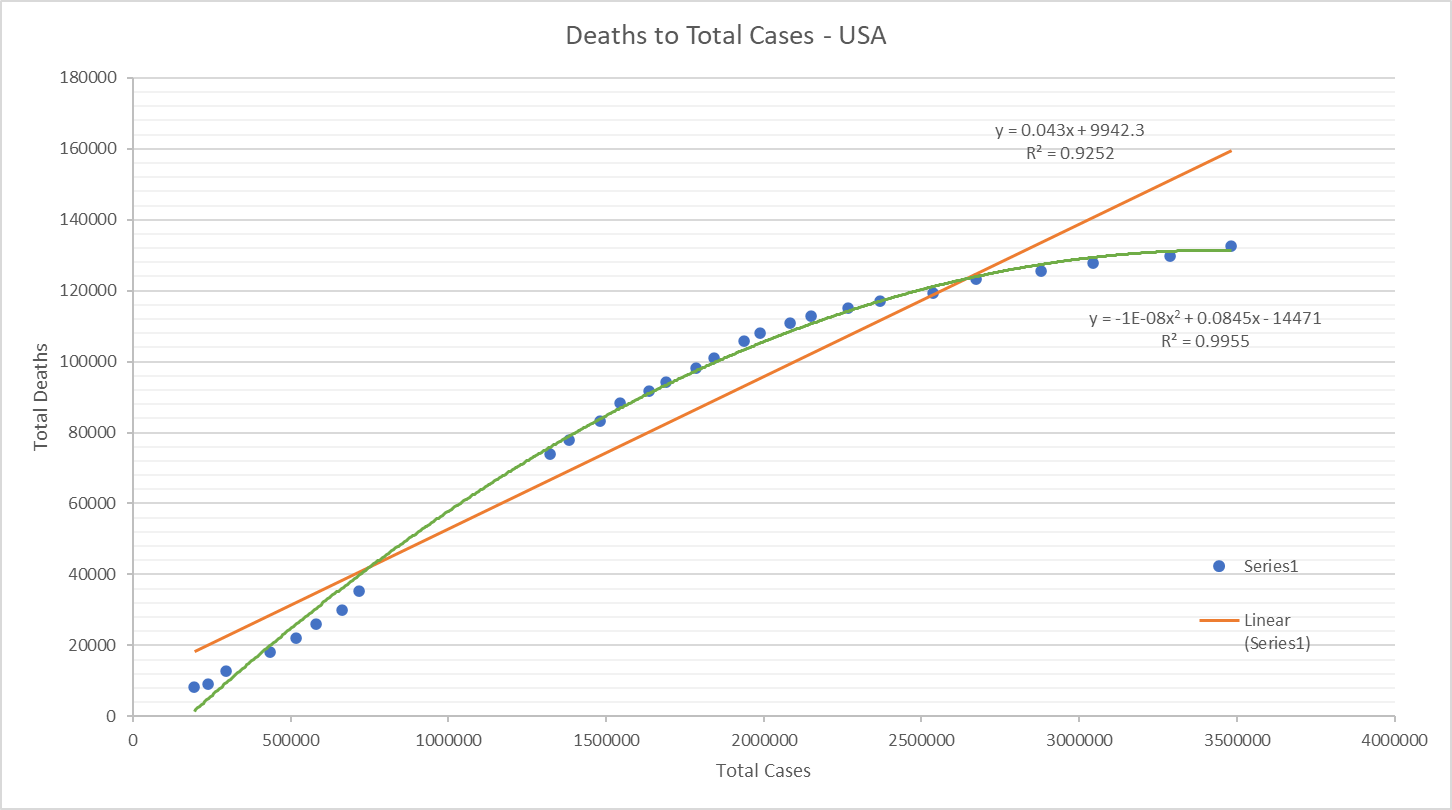 Deaths to Total Cases - USA
180000
160000
140000
120000
100000
80000
60000
40000
20000
0
Total Deaths
y = 0.043x + 9942.3
R² = 0.9252
y = -1E-08x² + 0.0845x - 14471
R² = 0.9955
Series1
Linear
(Series1)
0 500000 1000000 1500000 2000000 2500000 3000000 3500000 4000000
Total Cases